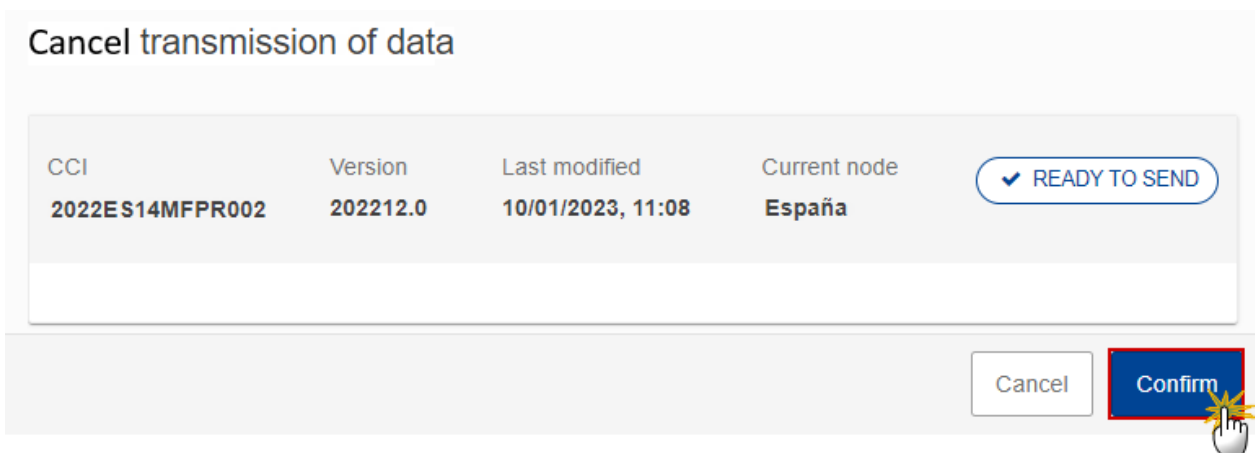 Cancel transmission of data
CCI Version Last modified Current node
READY TO SEND
2022ES14MFPR002 202212.0 10/01/2023, 11:08 España
Cancel Confirm